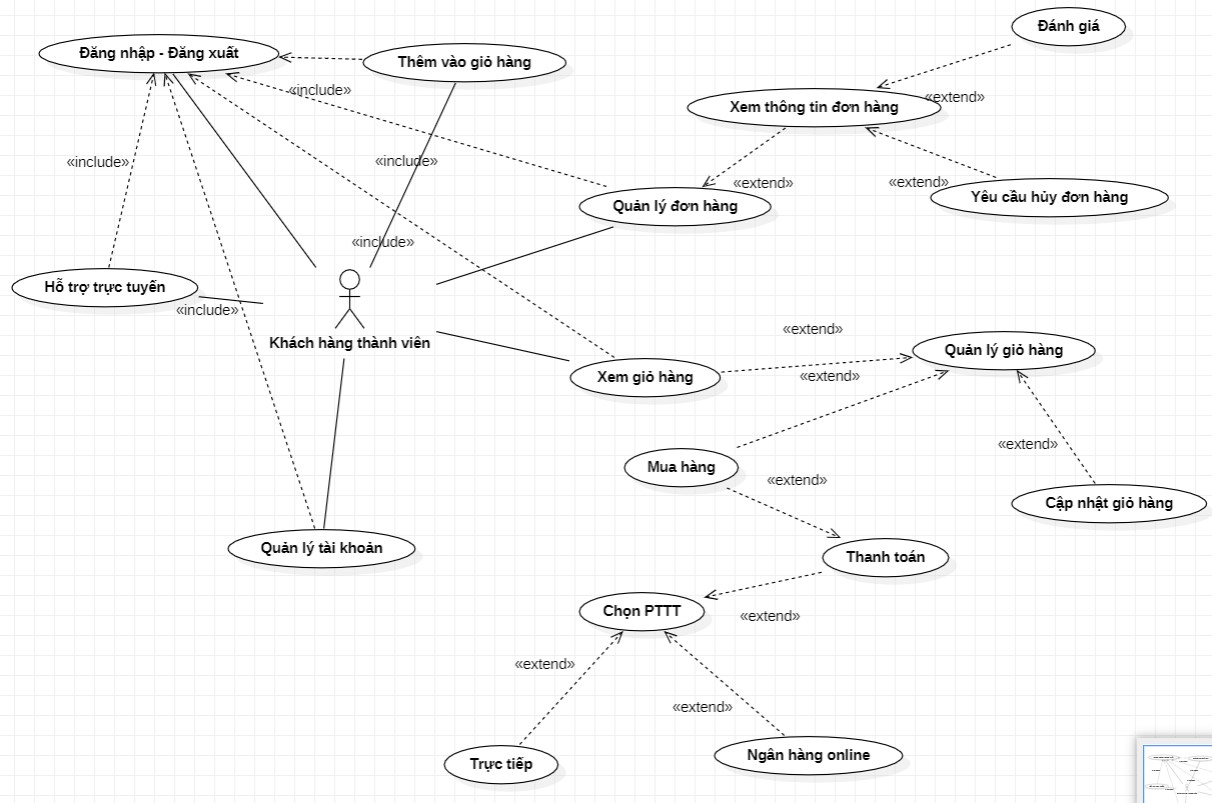 Đánh giá
Đăng nhập - Đăng xuất
Thêm vào giỏ hàng
«include»
«extend»
Xem thông tin đơn hàng
«include»
«include»
«extend»
«extend»
Yêu cầu hủy đơn hàng
Quản lý đơn hàng
«include»
Hỗ trợ trực tuyến
«include»
Khách hàng thành viên
«extend»
Quản lý giỏ hàng
Xem giỏ hàng
«extend»
«extend»
Mua hàng
«extend»
Cập nhật giỏ hàng
Quản lý tài khoản
Thanh toán
Chọn PTTT
«extend»
«extend»
«extend»
Trực tiếp
Ngân hàng online